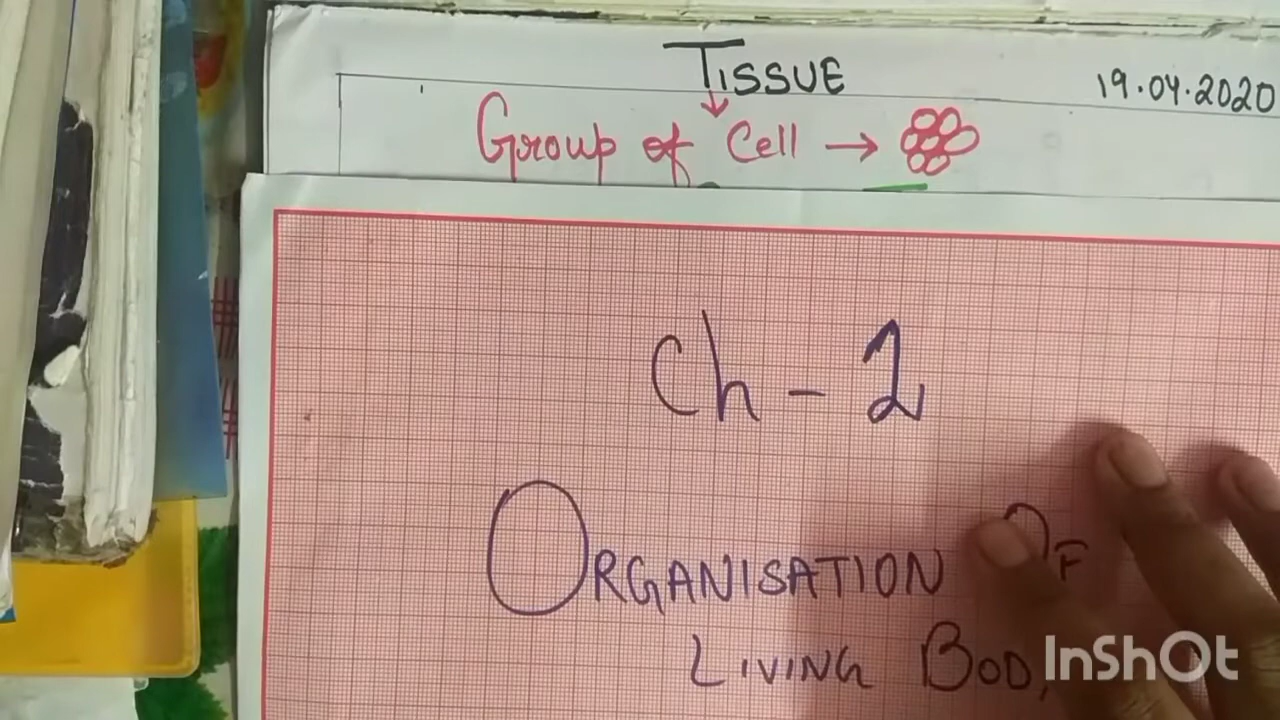 TISSUE 19.04.2020
Group of Cell →
Ch - 2
ORGANISATION OF
LIVING BOD
InShOt